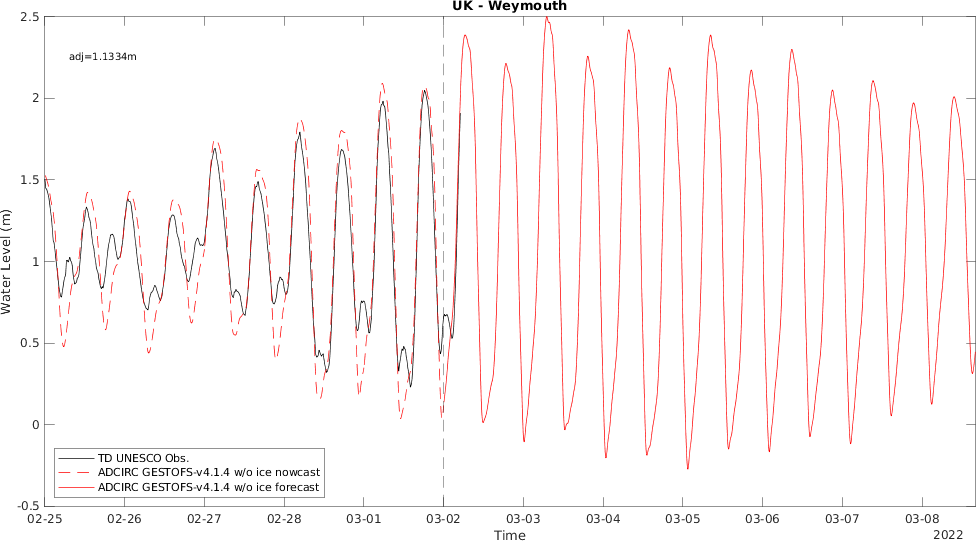 UK - Weymouth
adj=1.1334m
2.5
2
1.5
1
0.5
0
-0.5
Water Level (m)
TD UNESCO Obs.
ADCIRC GESTOFS-v4.1.4 w/o ice nowcast
ADCIRC GESTOFS-v4.1.4 w/o ice forecast
02-25 02-26 02-27 02-28 03-01 03-02 03-03 03-04 03-05 03-06 03-07 03-08
Time
2022